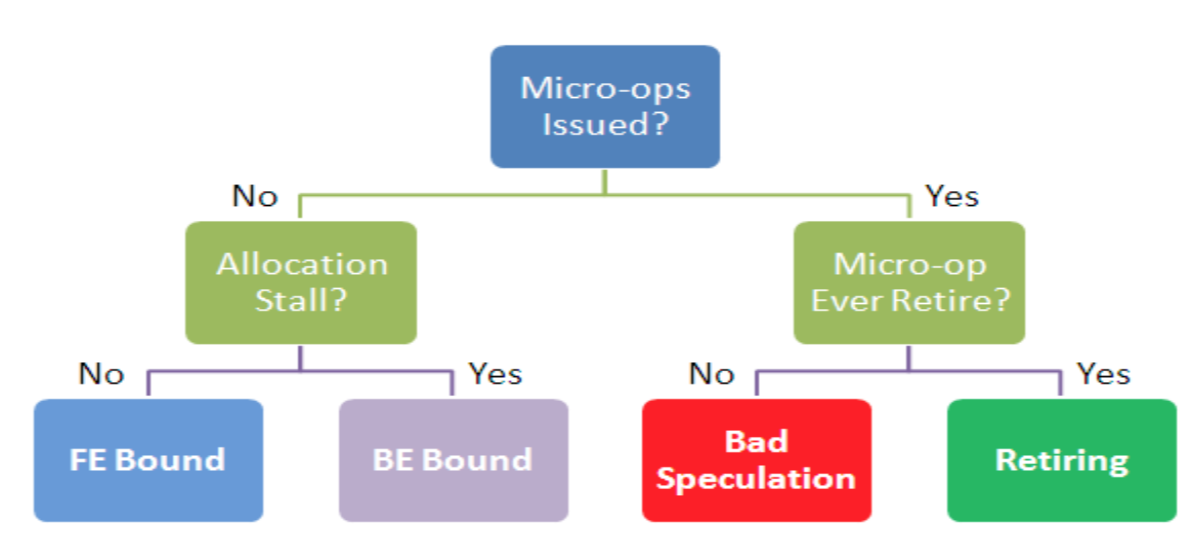 Micro-ops
Issued?
No
Yes
Allocation
Stall?
Micro-op
Ever Retire?
No
Yes
No
Yes
FE Bound
BE Bound
Bad
Speculation
Retiring